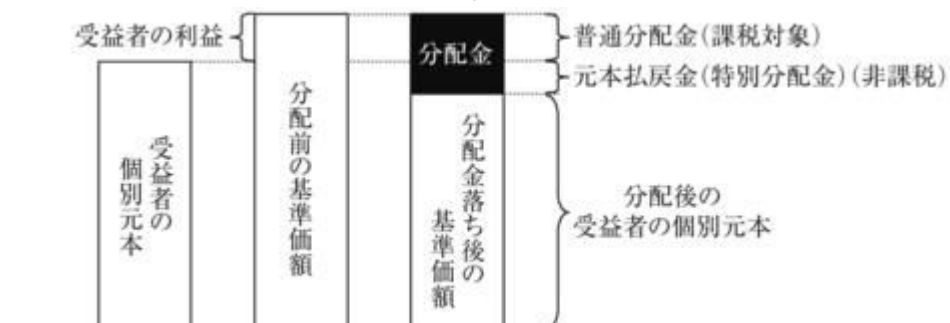 受益者の利益
分配金
普通分配金(課税対象)
元本払戻金(特別分配金)(非課税)
受益者の
個別元本
分配前の基準価額
分配金落ち後の
基準価額
分配後の
受益者の個別元本